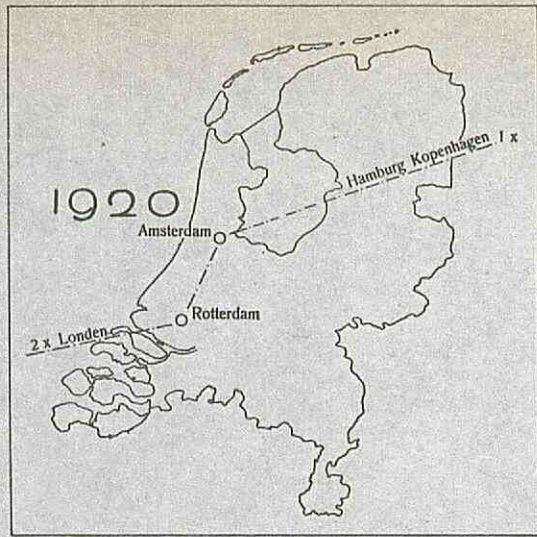 1920
Hamburg Kopenhagen 1 x
Amsterdam
Rotterdam
2 x Londen